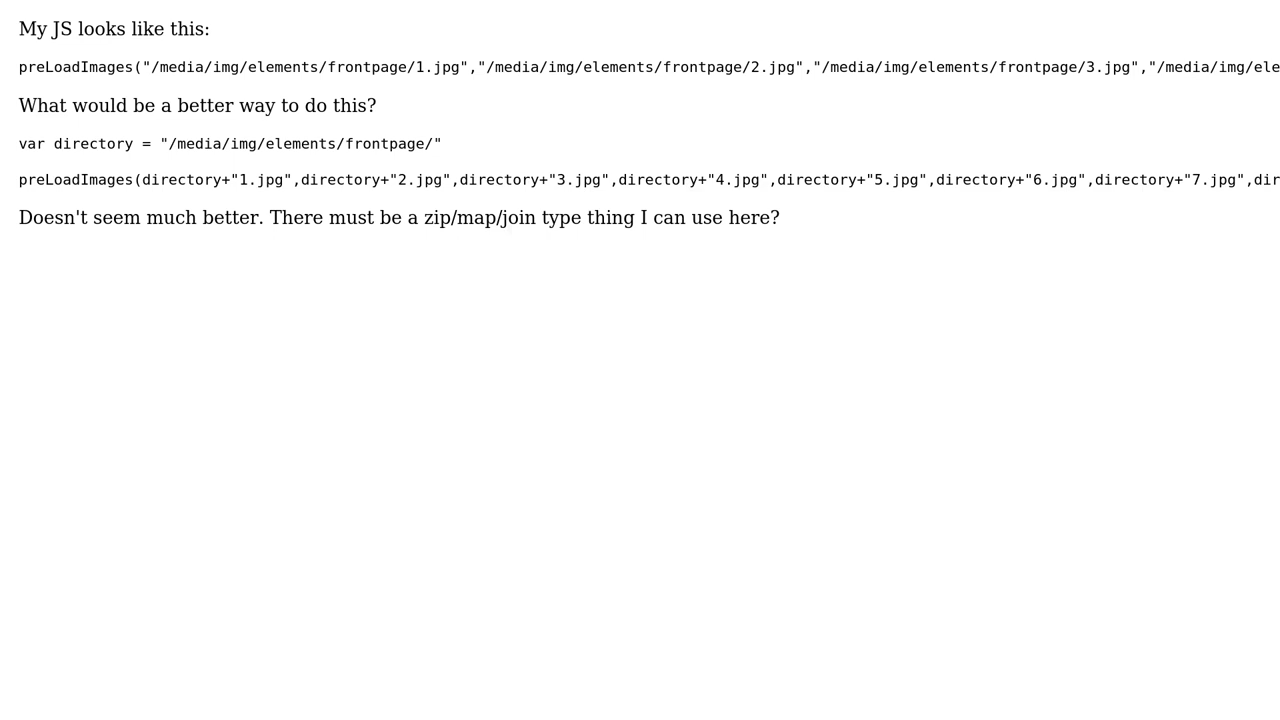 My JS looks like this:
preLoadImages("/media/img/elements/frontpage/1.jpg","/media/img/elements/frontpage/2.jpg","/media/img/elements/frontpage/3.jpg","/media/img/ele
What would be a better way to do this?
var directory = "/media/img/elements/frontpage/"
preLoadImages(directory+"1.jpg",directory+"2.jpg",directory+"3.jpg",directory+"4.jpg",directory+"5.jpg",directory+"6.jpg",directory+"7.jpg",dir
Doesn't seem much better. There must be a zip/map/join type thing I can use here?